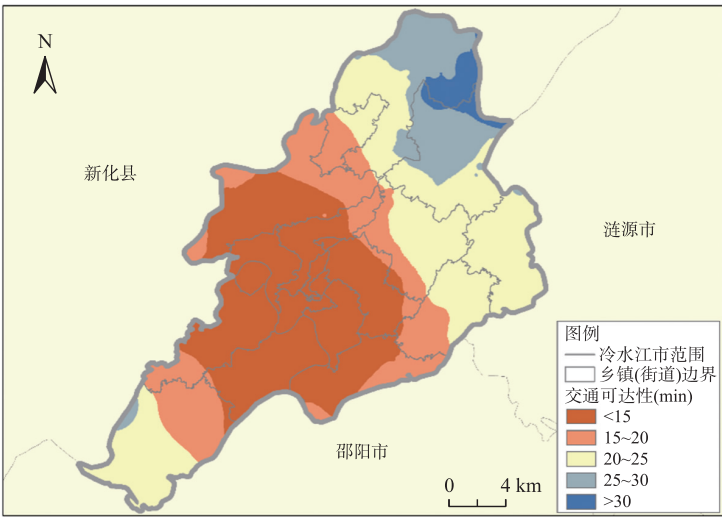 N
新化县
涟源市
邵阳市
0 4 km
图例
冷水江市范围
乡镇(街道)边界
交通可达性(min)
<15
15~20
20~25
25~30
>30